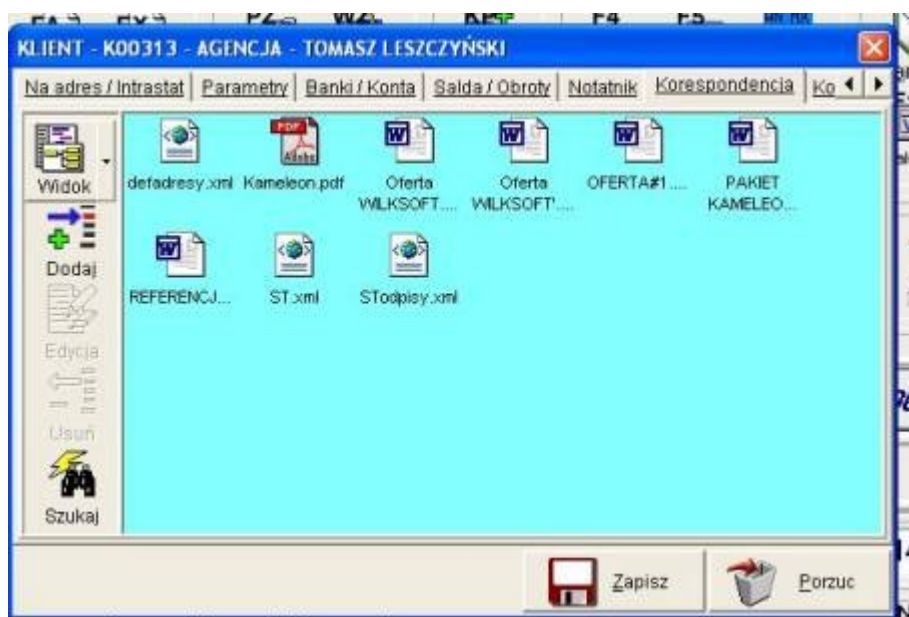 KLIENT - K00313 - AGENCJA - TOMASZ LESZCZYŃSKI
Na adres / Intrastat Parametry Banki / Konta Salda / Obroty Notatnik Korespondencja Ko
Widok
Dodaj
Edycja
Usuń
Szukaj
defadresy.xml Kameleon.pdf Oferta WILKSOFT.... Oferta WILKSOFT'.... OFERTA#1 .... PAKIET KAMELEO...
REFERENCJ... ST.xml STodpisy.xml
Zapisz Porzuc